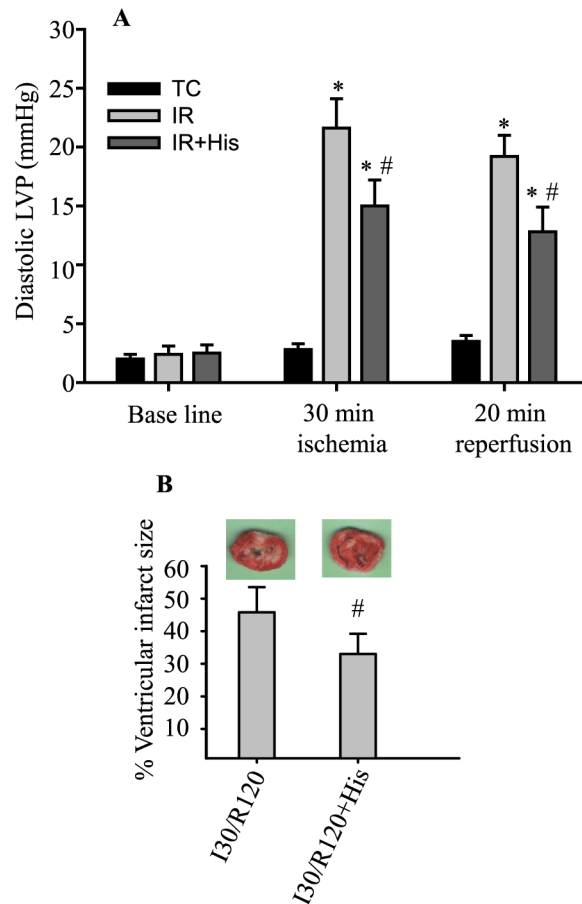 A
Diastolic LVP (mmHg)
30
25
20
15
10
5
0
TC
IR
IR+His
*
* #
*
* #
Base line
30 min
ischemia
20 min
reperfusion
B
% Ventricular infarct size
60
50
40
30
20
10
#
I30/R120
I30/R120+His